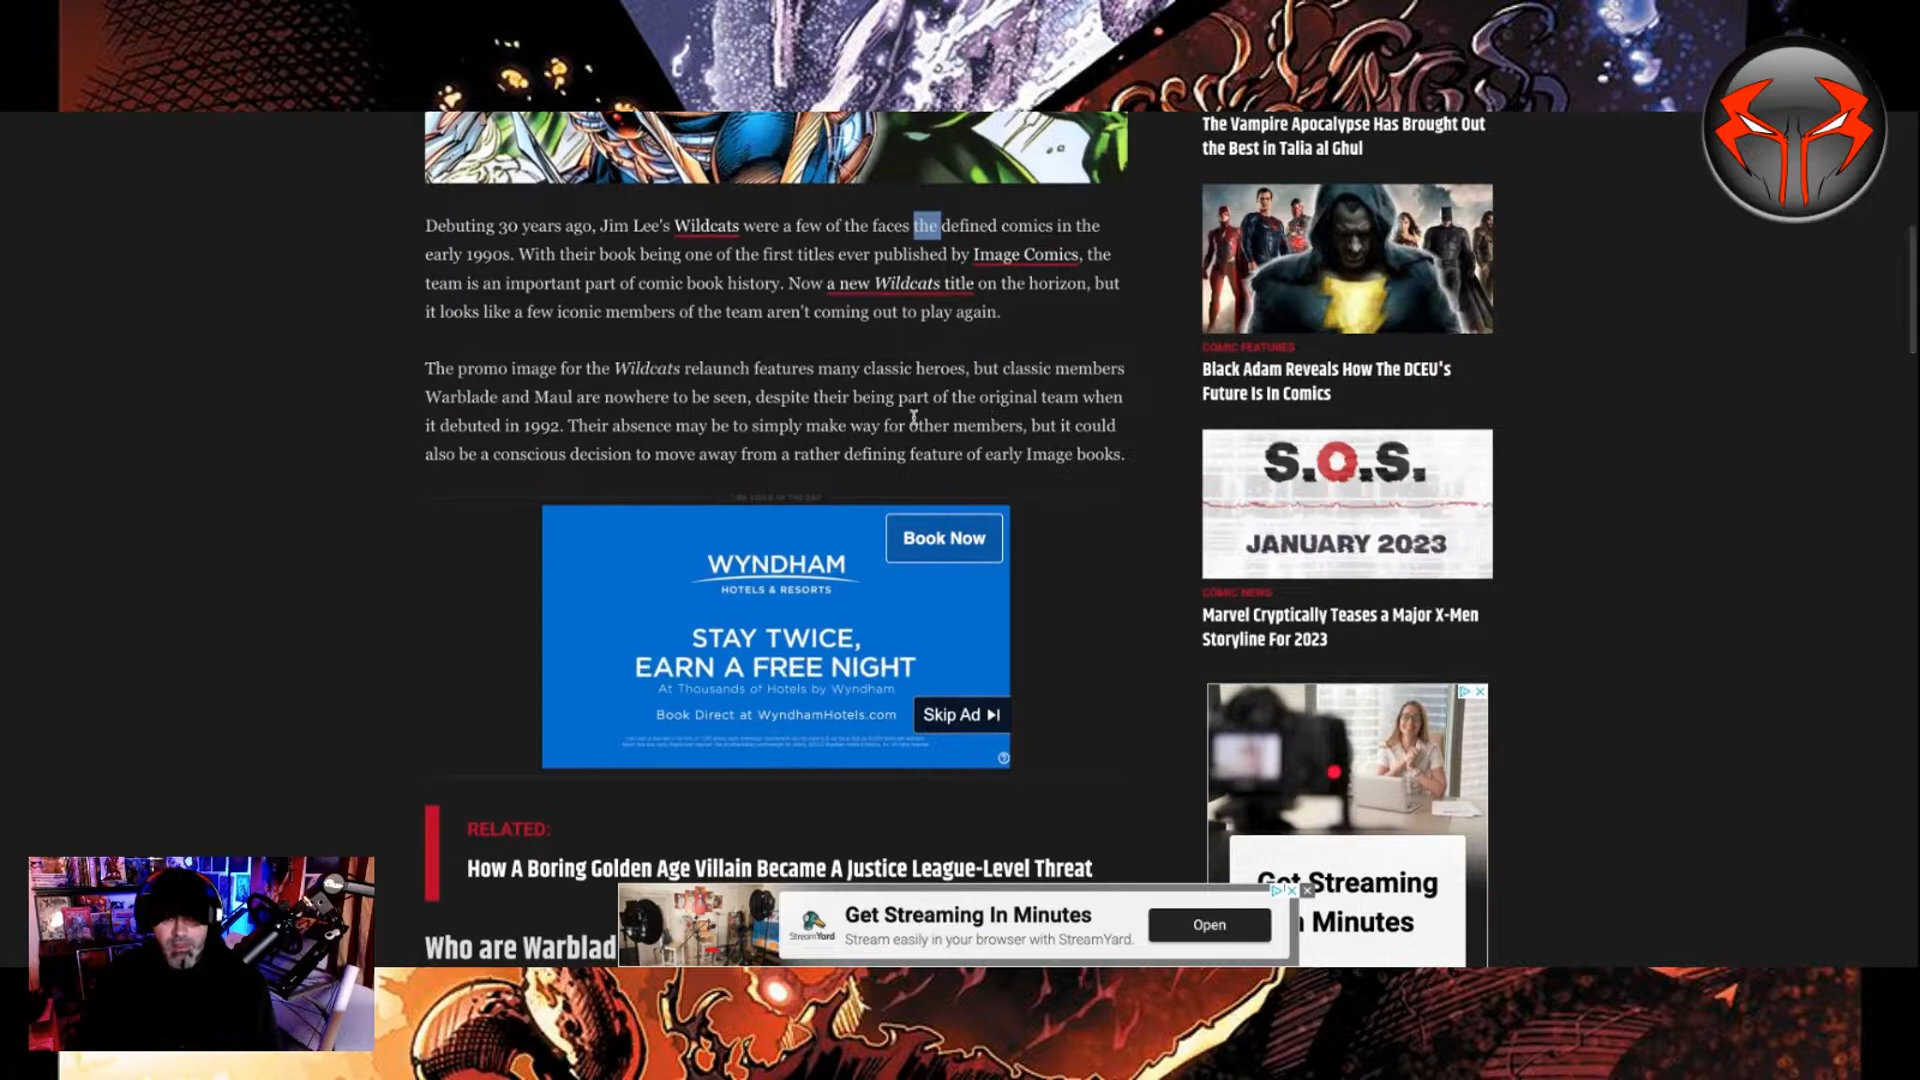 Debuting 30 years ago, Jim Lee's Wildcats were a few of the faces the defined comics in the
early 1990s. With their book being one of the first titles ever published by Image Comics, the
team is an important part of comic book history. Now a new Wildcats title on the horizon, but
it looks like a few iconic members of the team aren't coming out to play again.
The promo image for the Wildcats relaunch features many classic heroes, but classic members
Warblade and Maul are nowhere to be seen, despite their being part of the original team when
it debuted in 1992. Their absence may be to simply make way for other members, but it could
also be a conscious decision to move away from a rather defining feature of early Image books.
Book Now
WYNDHAM
HOTELS & RESORTS
STAY TWICE,
EARN A FREE NIGHT
At Thousands of Hotels by Wyndham
Book Direct at WyndhamHotels.com
Skip Ad
RELATED:
How A Boring Golden Age Villain Became A Justice League-Level Threat
Who are Warblad
The Vampire Apocalypse Has Brought Out
the Best in Talia al Ghul
COMIC FEATURES
Black Adam Reveals How The DCEU's
Future Is In Comics
S.O.S.
JANUARY 2023
COMIC NEWS
Marvel Cryptically Teases a Major X-Men
Storyline For 2023
Get Streaming
Minutes
StreamYard
Get Streaming In Minutes
Stream easily in your browser with StreamYard.
Open